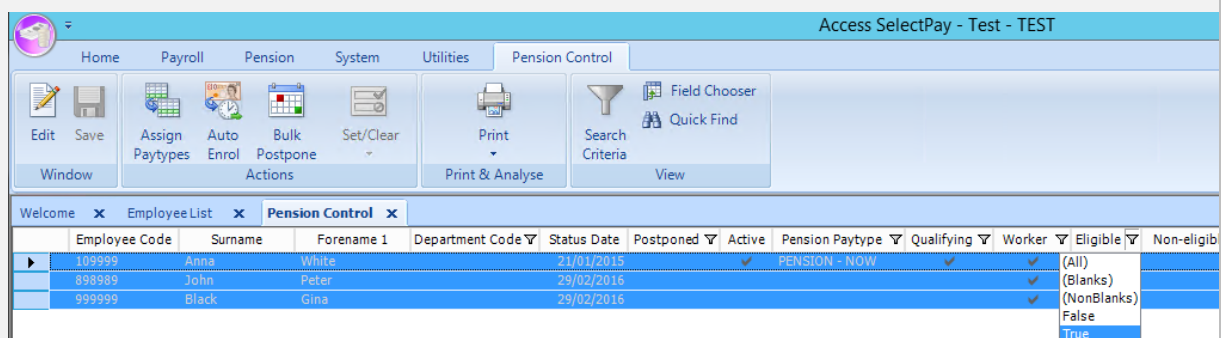 Access SelectPay - Test - TEST
Home Payroll Pension System Utilities Pension Control
Edit Save Assign Paytypes Auto Enrol Bulk Postpone Set/Clear Print Search Criteria Field Chooser
Quick Find
Window Actions Print & Analyse View
Welcome x Employee List x Pension Control x
Employee Code Surname Forename 1 Department Code Status Date Postponed Active Pension Paytype Qualifying Worker Eligible Non-eligibl
109999 Anna White 21/01/2015 PENSION - NOW (All)
898989 John Peter 29/02/2016 (Blanks)
999999 Black Gina 29/02/2016 (NonBlanks)
False
True